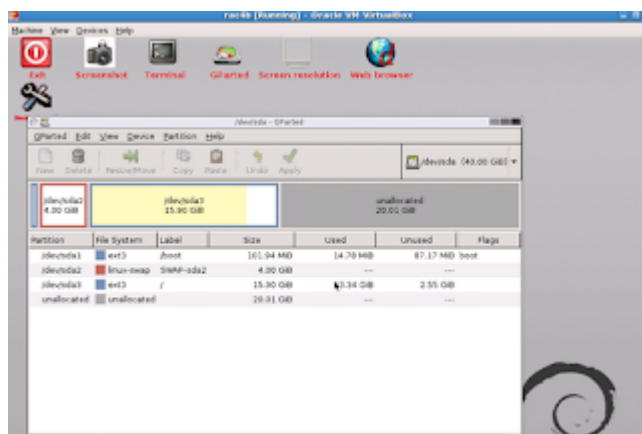 rac4b [Running] - Oracle VM VirtualBox
Machine View Devices Help
Exit Screenshot Terminal GParted Screen resolution Web browser
/dev/sda - GParted
GParted Edit View Device Partition Help
New Delete Resize/Move Copy Paste Undo Apply
/dev/sda (40.00 GiB)
/dev/sda2 /dev/sda3 unallocated
4.00 GiB 15.90 GiB 20.01 GiB
Partition File System Label Size Used Unused Flags
/dev/sda1 ext3 /boot 101.94 MiB 14.78 MiB 87.17 MiB boot
/dev/sda2 linux-swap SWAP-sda2 4.00 GiB --- ---
/dev/sda3 ext3 / GiB GiB 2.55 GiB
unallocated unallocated 20.01 GiB --- ---